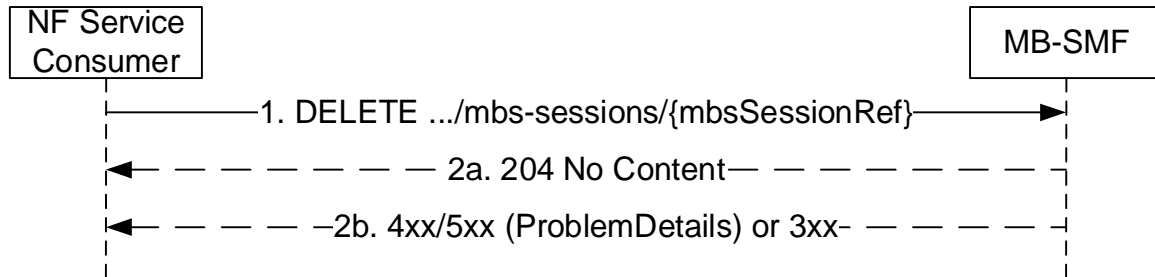 NF Service
Consumer
MB-SMF
1. DELETE .../mbs-sessions/{mbsSessionRef}
2a. 204 No Content
2b. 4xx/5xx (ProblemDetails) or 3xx